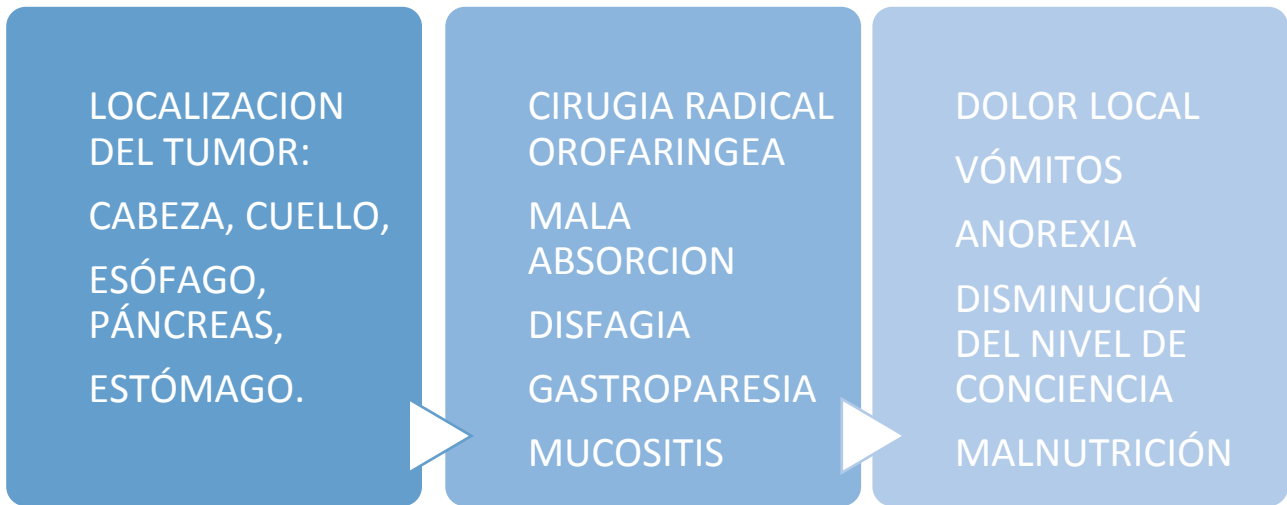 LOCALIZACION
DEL TUMOR:
CABEZA, CUELLO,
ESÓFAGO,
PÁNCREAS,
ESTÓMAGO.
CIRUGIA RADICAL
OROFARINGEA
MALA
ABSORCION
DISFAGIA
GASTROPARESIA
MUCOSITIS
DOLOR LOCAL
VÓMITOS
ANOREXIA
DISMINUCIÓN
DEL NIVEL DE
CONCIENCIA
MALNUTRICIÓN